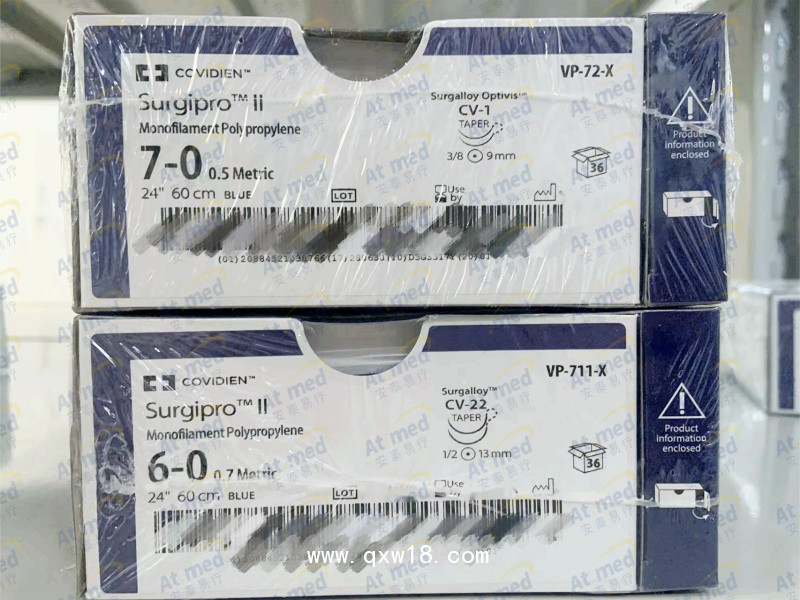 COVIDIEN™
VP-72-X
Surgipro™ II
Monofilament Polypropylene
7-0 0.5 Metric
24" 60 cm BLUE
Surgalloy Optivis™
CV-1
TAPER
3/8 9 mm
36
LOT
Use by
Product information enclosed
COVIDIEN™
VP-711-X
Surgipro™ II
Monofilament Polypropylene
6-0 0.7 Metric
24" 60 cm BLUE
Surgalloy™
CV-22
TAPER
1/2 13 mm
36
LOT
Use
Product information enclosed
www.qxw18.com
At med
安泰易疗